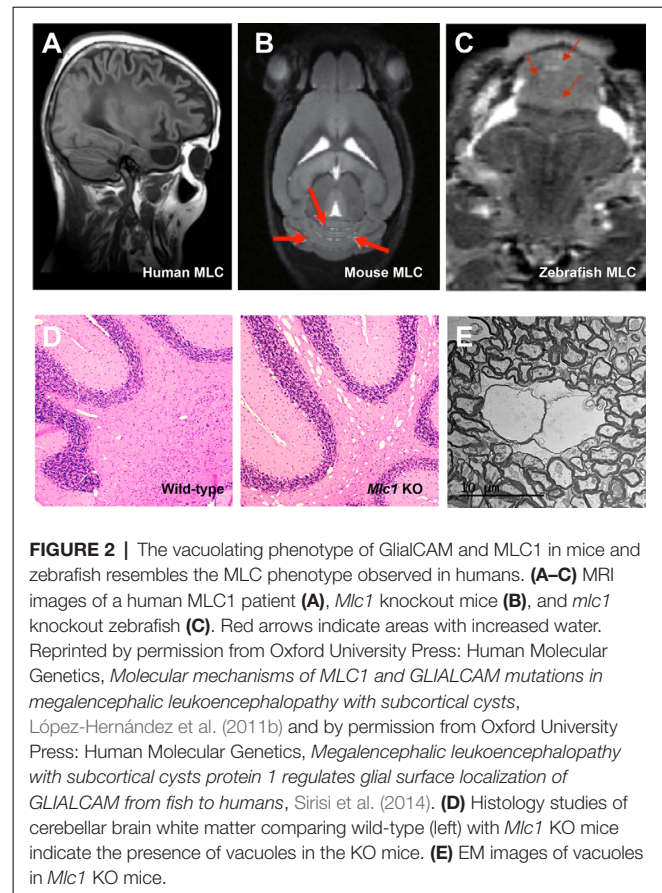 A
B
C
Human MLC
Mouse MLC
Zebrafish MLC
D
E
Wild-type
Mlc1 KO
10 μm
FIGURE 2 | The vacuolating phenotype of GlialCAM and MLC1 in mice and
zebrafish resembles the MLC phenotype observed in humans. (A–C) MRI
images of a human MLC1 patient (A), Mlc1 knockout mice (B), and mlc1
knockout zebrafish (C). Red arrows indicate areas with increased water.
Reprinted by permission from Oxford University Press: Human Molecular
Genetics, Molecular mechanisms of MLC1 and GLIALCAM mutations in
megalencephalic leukoencephalopathy with subcortical cysts,
López-Hernández et al. (2011b) and by permission from Oxford University
Press: Human Molecular Genetics, Megalencephalic leukoencephalopathy
with subcortical cysts protein 1 regulates glial surface localization of
GLIALCAM from fish to humans, Sirisi et al. (2014). (D) Histology studies of
cerebellar brain white matter comparing wild-type (left) with Mlc1 KO mice
indicate the presence of vacuoles in the KO mice. (E) EM images of vacuoles
in Mlc1 KO mice.